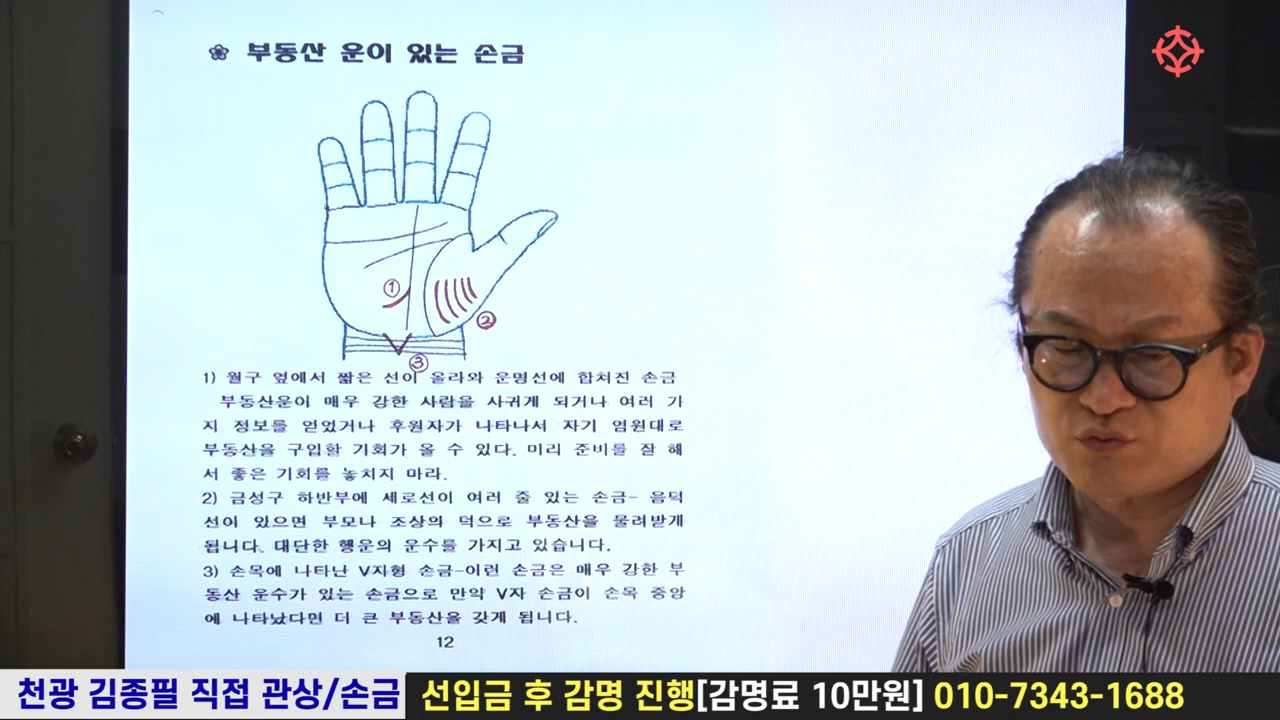 ❀ 부동산 운이 있는 손금
①
②
③
1) 월구 옆에서 짧은 선이 올라와 운명선에 합쳐진 손금
부동산운이 매우 강한 사람을 사귀게 되거나 여러 가
지 정보를 얻었거나 후원자가 나타나서 자기 염원대로
부동산을 구입할 기회가 올 수 있다. 미리 준비를 잘 해
서 좋은 기회를 놓치지 마라.
2) 금성구 하반부에 세로선이 여러 줄 있는 손금- 음덕
선이 있으면 부모나 조상의 덕으로 부동산을 물려받게
됩니다. 대단한 행운의 운수를 가지고 있습니다.
3) 손목에 나타난 V자형 손금-이런 손금은 매우 강한 부
동산 운수가 있는 손금으로 만약 V자 손금이 손목 중앙
에 나타났다면 더 큰 부동산을 갖게 됩니다.
12
천광 김종필 직접 관상/손금 선입금 후 감명 진행[감명료 10만원] 010-7343-1688